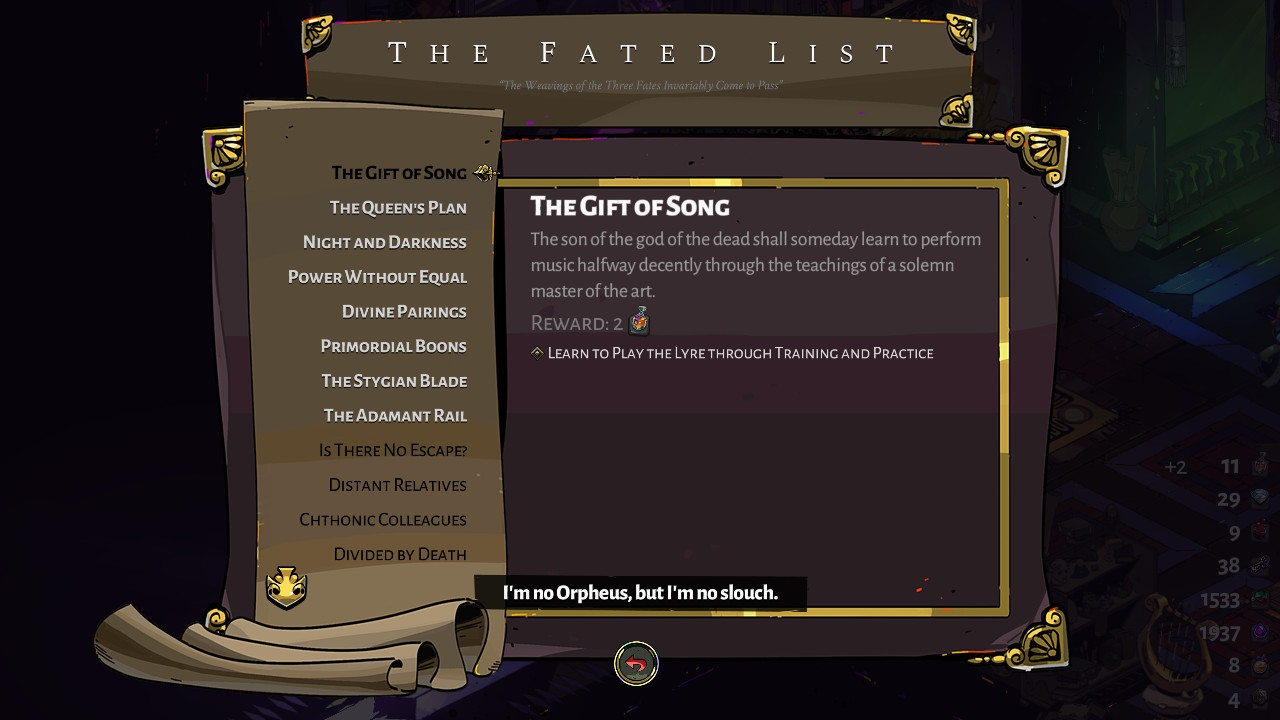 THE FATED LIST
"The Weavings of the Three Fates Invariably Come to Pass"
THE GIFT OF SONG
THE QUEEN'S PLAN
NIGHT AND DARKNESS
POWER WITHOUT EQUAL
DIVINE PAIRINGS
PRIMORDIAL BOONS
THE STYGIAN BLADE
THE ADAMANT RAIL
IS THERE NO ESCAPE?
DISTANT RELATIVES
CHTHONIC COLLEAGUES
DIVIDED BY DEATH
THE GIFT OF SONG
The son of the god of the dead shall someday learn to perform
music halfway decently through the teachings of a solemn
master of the art.
REWARD: 2
LEARN TO PLAY THE LYRE THROUGH TRAINING AND PRACTICE
I'm no Orpheus, but I'm no slouch.
+2 11
29
9
38
1533
1937
8
4